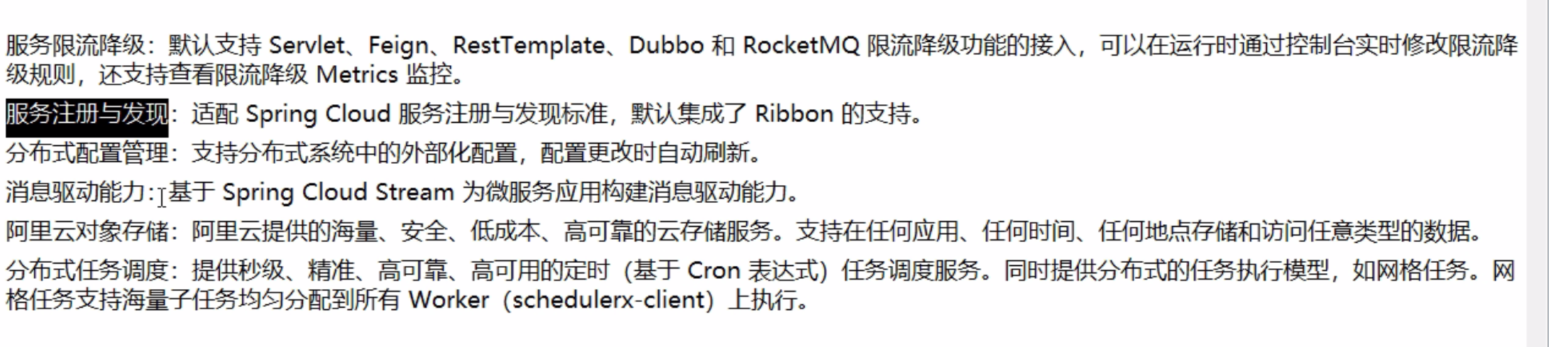 服务限流降级：默认支持 Servlet、Feign、RestTemplate、Dubbo 和 RocketMQ 限流降级功能的接入，可以在运行时通过控制台实时修改限流降
级规则，还支持查看限流降级 Metrics 监控。
服务注册与发现：适配 Spring Cloud 服务注册与发现标准，默认集成了 Ribbon 的支持。
分布式配置管理：支持分布式系统中的外部化配置，配置更改时自动刷新。
消息驱动能力：基于 Spring Cloud Stream 为微服务应用构建消息驱动能力。
阿里云对象存储：阿里云提供的海量、安全、低成本、高可靠的云存储服务。支持在任何应用、任何时间、任何地点存储和访问任意类型的数据。
分布式任务调度：提供秒级、精准、高可靠、高可用的定时（基于 Cron 表达式）任务调度服务。同时提供分布式的任务执行模型，如网格任务。网
格任务支持海量子任务均匀分配到所有 Worker（schedulerx-client）上执行。